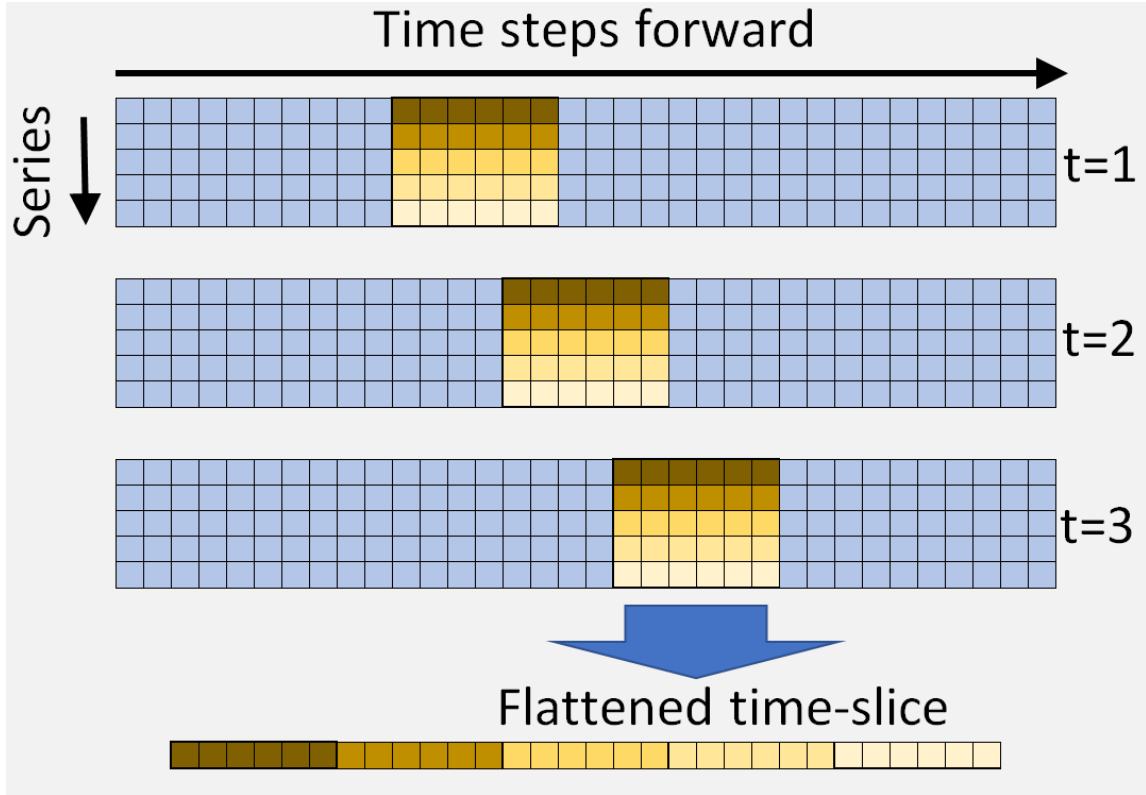 Time steps forward
Series
t=1
t=2
t=3
Flattened time-slice